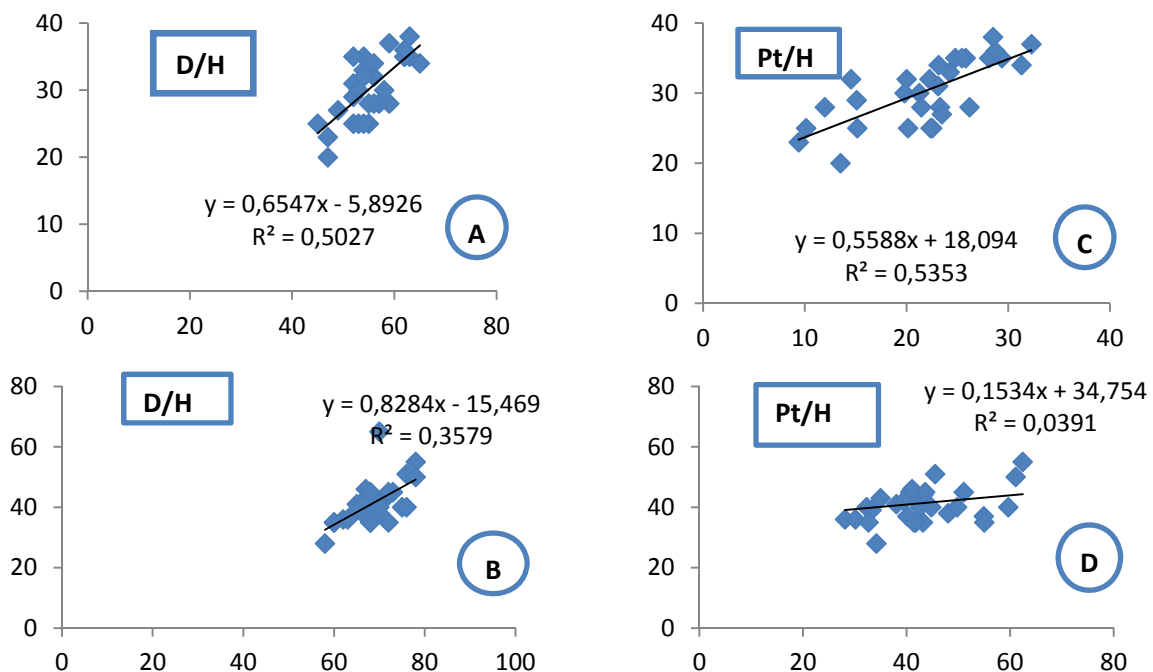 40
30
20
10
0
0
20
40
60
80
D/H
y = 0,6547x - 5,8926
R² = 0,5027
A
40
30
20
10
0
0
10
20
30
40
Pt/H
y = 0,5588x + 18,094
R² = 0,5353
C
80
60
40
20
0
0
20
40
60
80
100
D/H
y = 0,8284x - 15,469
R² = 0,3579
B
80
60
40
20
0
0
20
40
60
80
Pt/H
y = 0,1534x + 34,754
R² = 0,0391
D